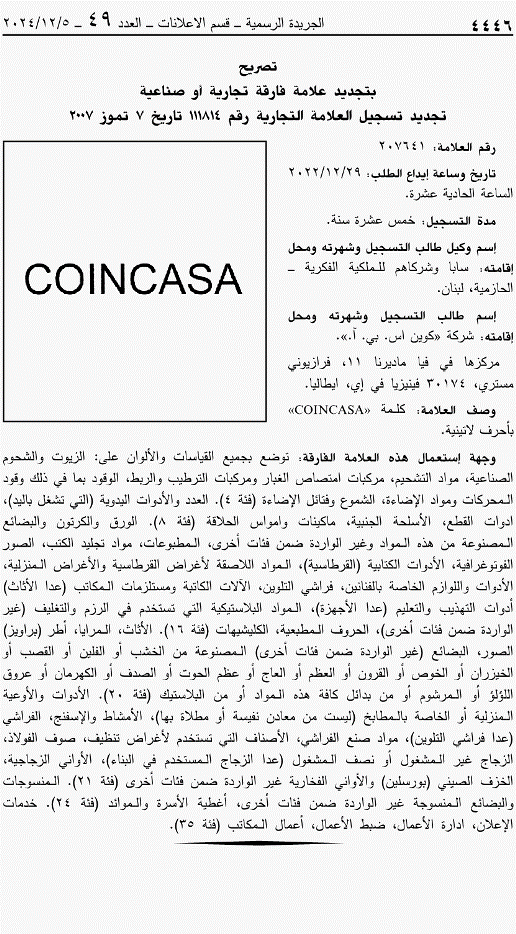 ٤٤٤٦ الجريدة الرسمية ــ قسم الاعلانات ــ العدد ٤٩ ــ ٢٠٢٤/١٢/٥
تصريح
بتجديد علامة فارقة تجارية أو صناعية
تجديد تسجيل العلامة التجارية رقم ١١١٨١٤ تاريخ ٧ تموز ٢٠٠٧
رقم العلامة: ٢٠٧٦٤١
تاريخ وساعة إيداع الطلب: ٢٠٢٢/١٢/٢٩
الساعة الحادية عشرة.
مدة التسجيل: خمس عشرة سنة.
إسم وكيل طالب التسجيل وشهرته ومحل
إقامته: سابا وشركاهم للملكية الفكرية ــ
الحازمية، لبنان.
إسم طالب التسجيل وشهرته ومحل
إقامته: شركة «كوين اس. بي. آ.».
مركزها في فيا ماديرنا ١١، فرازيوني
مستري، ٣٠١٧٤ فينيزيا في إي، ايطاليا.
وصف العلامة: كلمة «COINCASA»
بأحرف لاتينية.
COINCASA
وجهة إستعمال هذه العلامة الفارقة: توضع بجميع القياسات والألوان على: الزيوت والشحوم
الصناعية، مواد التشحيم، مركبات امتصاص الغبار ومركبات الترطيب والربط، الوقود بما في ذلك وقود
المحركات ومواد الإضاءة، الشموع وفتائل الإضاءة (فئة ٤). العدد والأدوات اليدوية (التي تشغل باليد)،
ادوات القطع، الأسلحة الجنبية، ماكينات وامواس الحلاقة (فئة ٨). الورق والكرتون والبضائع
المصنوعة من هذه المواد وغير الواردة ضمن فئات أخرى، المطبوعات، مواد تجليد الكتب، الصور
الفوتوغرافية، الأدوات الكتابية (القرطاسية)، المواد اللاصقة لأغراض القرطاسية والأغراض المنزلية،
الأدوات واللوازم الخاصة بالفنانين، فراشي التلوين، الآلات الكاتبة ومستلزمات المكاتب (عدا الأثاث)
أدوات التهذيب والتعليم (عدا الأجهزة)، المواد البلاستيكية التي تستخدم في الرزم والتغليف (غير
الواردة ضمن فئات أخرى)، الحروف المطبعية، الكليشيهات (فئة ١٦). الأثاث، المرايا، أطر (براويز)
الصور، البضائع (غير الواردة ضمن فئات أخرى) المصنوعة من الخشب أو الفلين أو القصب أو
الخيزران أو الخوص أو القرون أو العظم أو العاج أو عظم الحوت أو الصدف أو الكهرمان أو عروق
اللؤلؤ أو المرشوم أو من بدائل كافة هذه المواد أو من البلاستيك (فئة ٢٠). الأدوات والأوعية
المنزلية أو الخاصة بالمطابخ (ليست من معادن نفيسة أو مطلاة بها)، الأمشاط والإسفنج، الفراشي
(عدا فراشي التلوين)، مواد صنع الفراشي، الأصناف التي تستخدم لأغراض تنظيف، صوف الفولاذ،
الزجاج غير المشغول أو نصف المشغول (عدا الزجاج المستخدم في البناء)، الأواني الزجاجية،
الخزف الصيني (بورسلين) والأواني الفخارية غير الواردة ضمن فئات أخرى (فئة ٢١). المنسوجات
والبضائع المنسوجة غير الواردة ضمن فئات أخرى، أغطية الأسرة والموائد (فئة ٢٤). خدمات
الإعلان، ادارة الأعمال، ضبط الأعمال، أعمال المكاتب (فئة ٣٥).